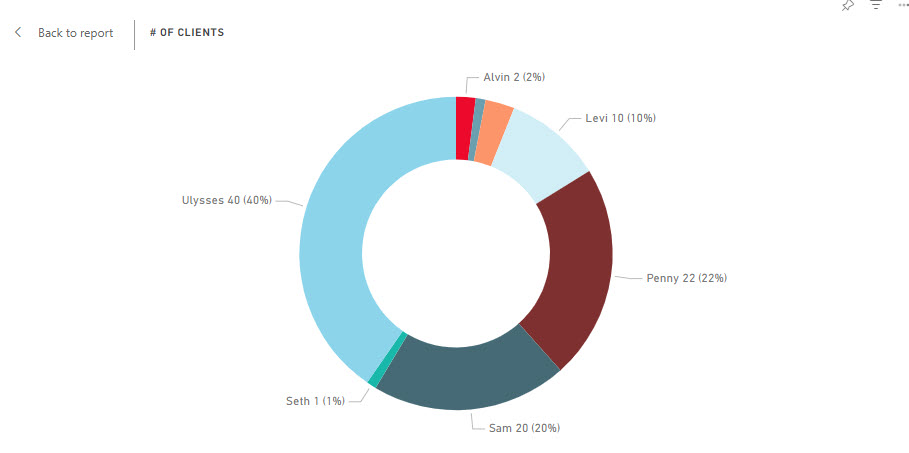 Back to report
# OF CLIENTS
Alvin 2 (2%)
Levi 10 (10%)
Ulysses 40 (40%)
Penny 22 (22%)
Seth 1 (1%)
Sam 20 (20%)